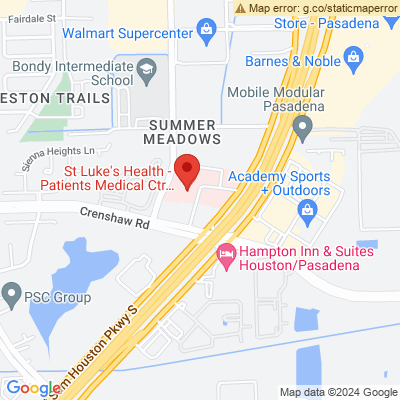 Map error: g.co/staticmaperror
Fairdale St
Walmart Supercenter
Store - Pasadena
Bondy Intermediate
School
Barnes & Noble
ESTON TRAILS
Mobile Modular
Pasadena
SUMMER
MEADOWS
Sienna Heights Ln
St Luke's Health -
Patients Medical Ctr...
Academy Sports
+ Outdoors
Crenshaw Rd
Hampton Inn & Suites
Houston/Pasadena
PSC Group
am Houston Pkwy S
Google
Map data ©2024 Google